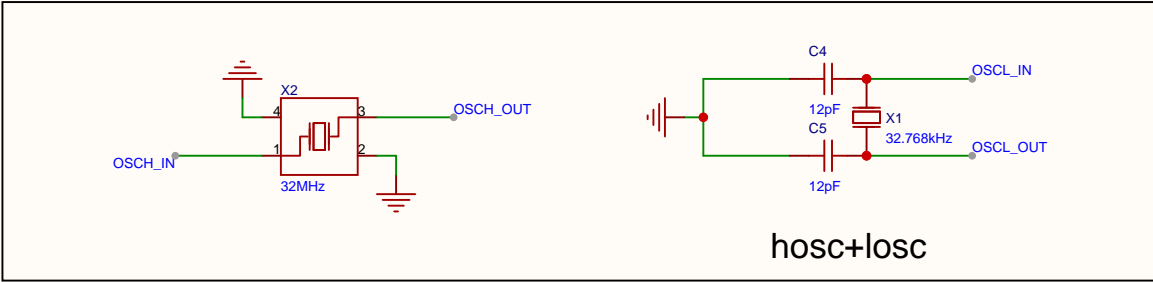 X2
4
3
OSCH_OUT
OSCH_IN
1
2
32MHz
C4
OSCL_IN
12pF
X1
C5
32.768kHz
OSCL_OUT
12pF
hosc+losc